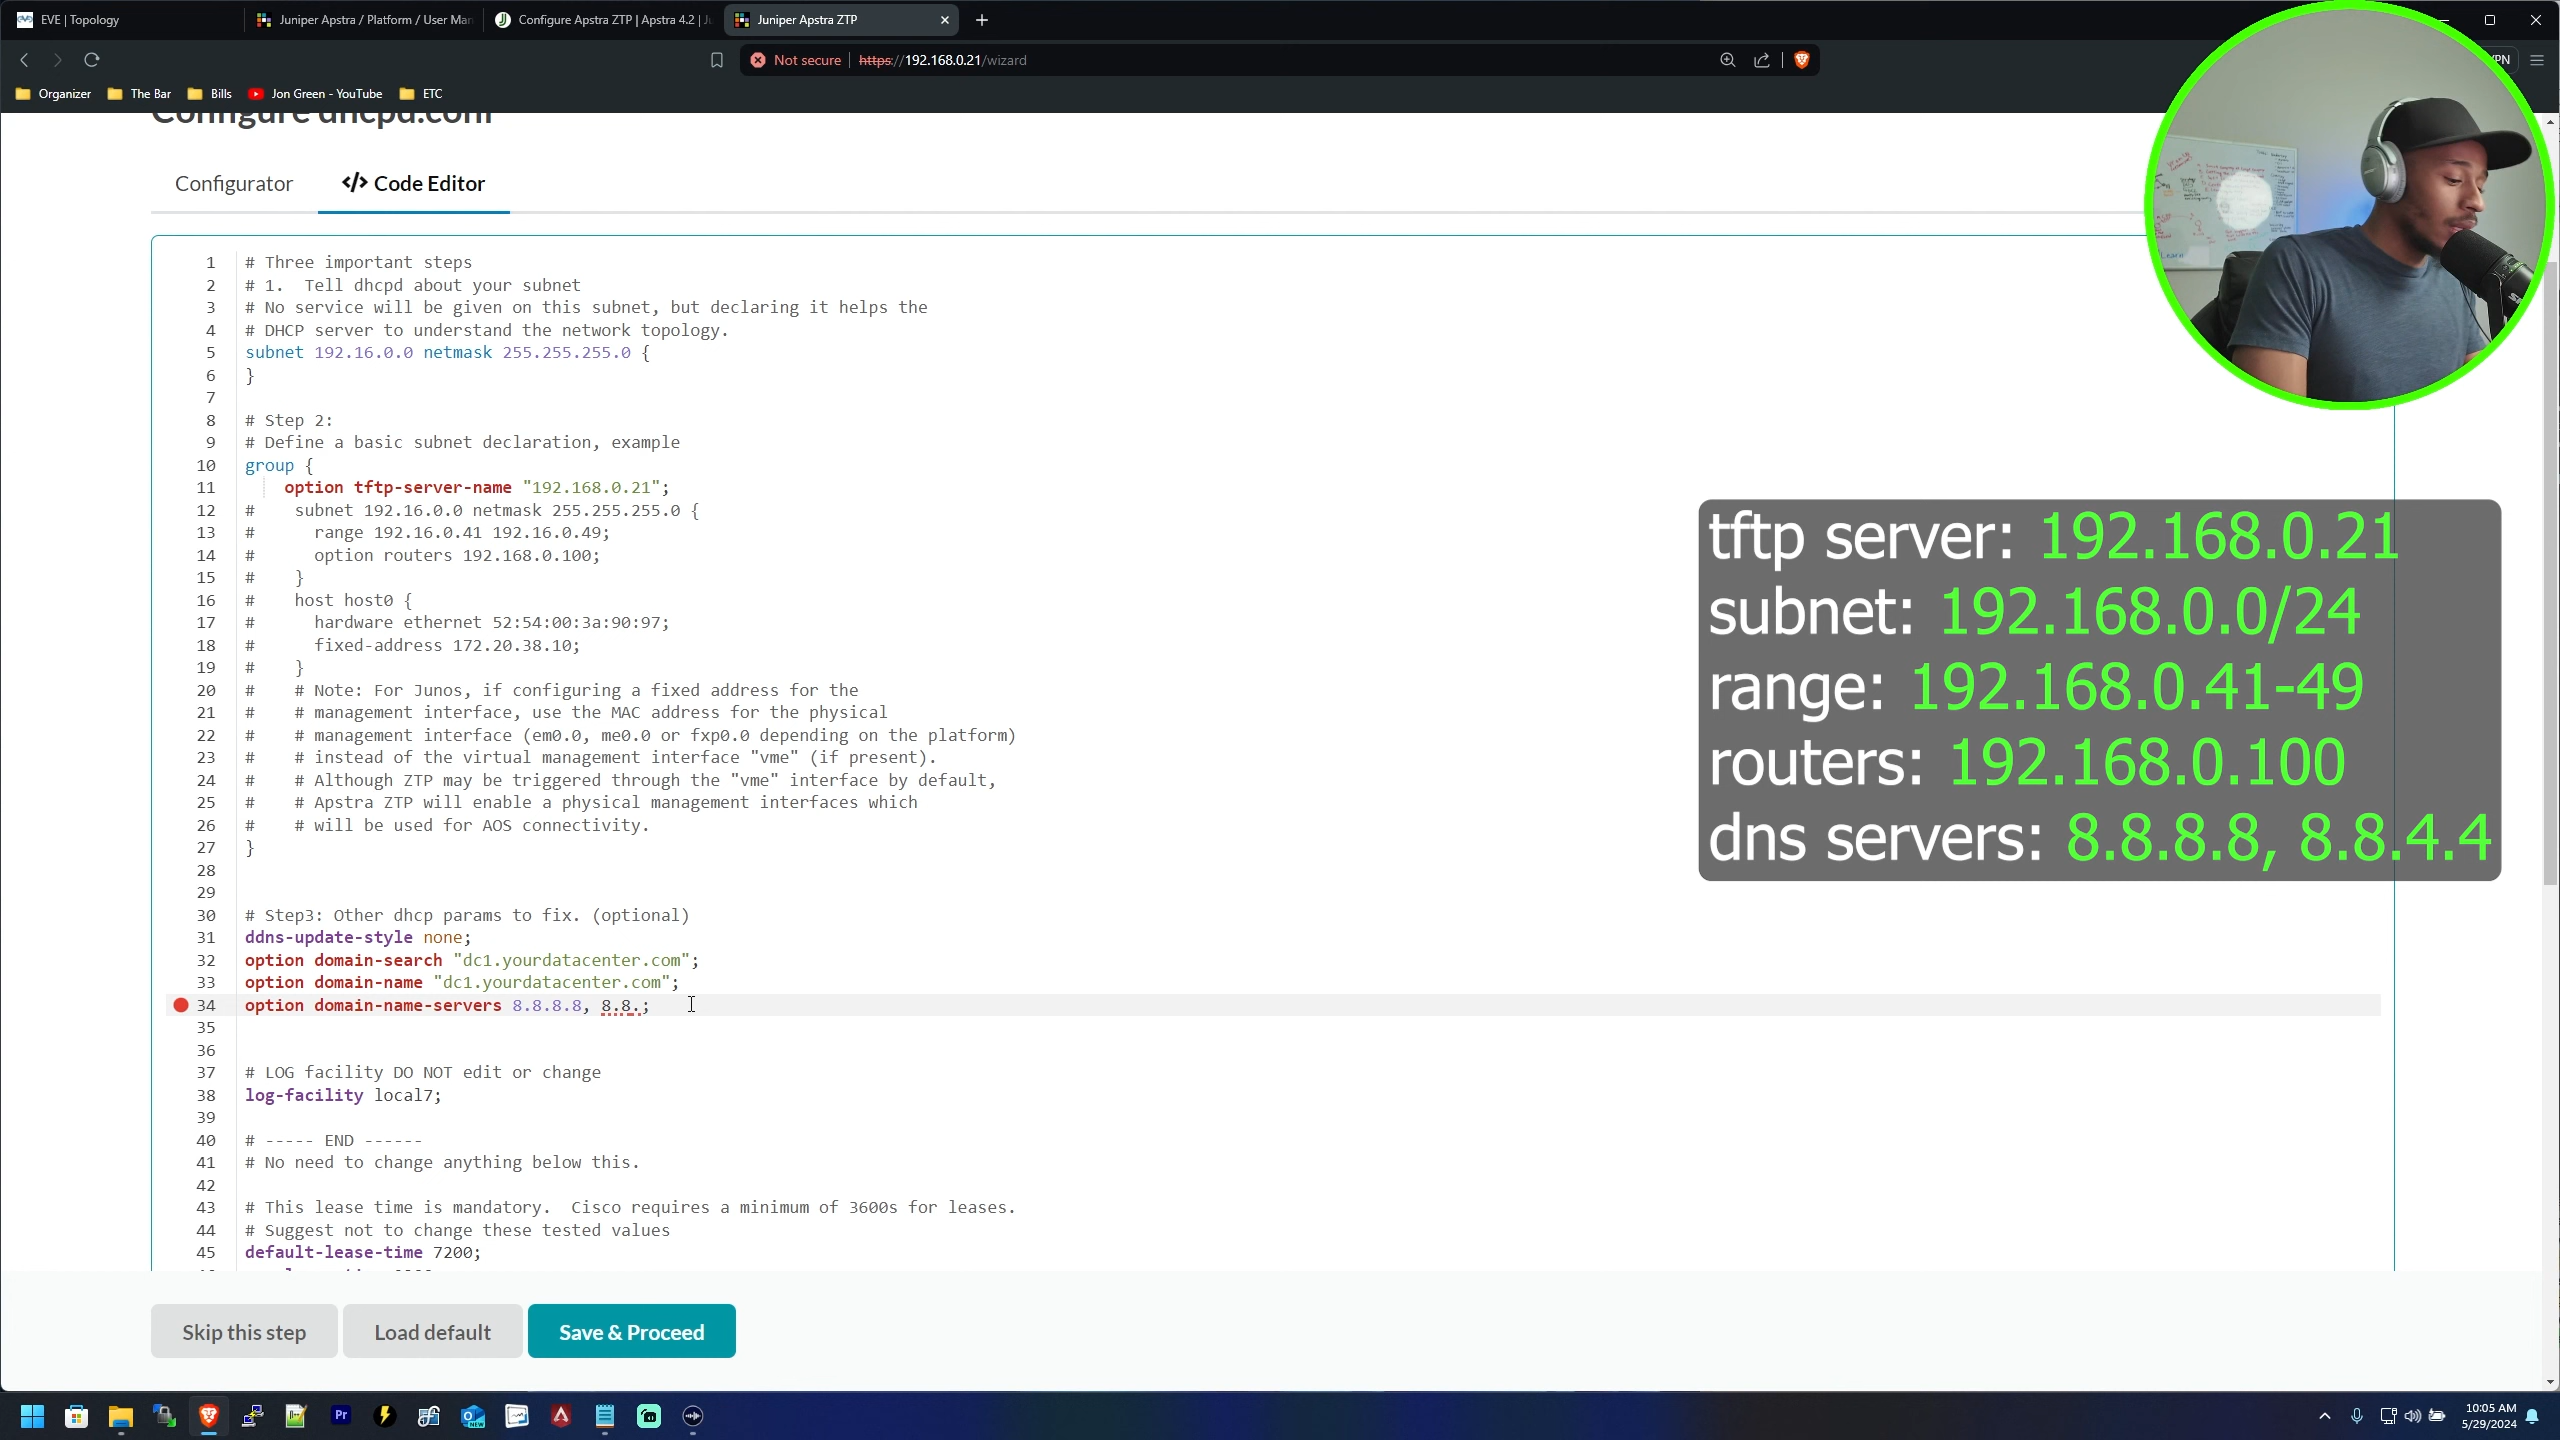 EVE | Topology
Juniper Apstra / Platform / User Man
Configure Apstra ZTP | Apstra 4.2 | Ju
Juniper Apstra ZTP
Not secure
https://192.168.0.21/wizard
VPN
Organizer
The Bar
Bills
Jon Green - YouTube
ETC
Configure dhcpd.conf
Configurator
</> Code Editor
1 # Three important steps
2 # 1.  Tell dhcpd about your subnet
3 # No service will be given on this subnet, but declaring it helps the
4 # DHCP server to understand the network topology.
5 subnet 192.16.0.0 netmask 255.255.255.0 {
6 }
7
8 # Step 2:
9 # Define a basic subnet declaration, example
10 group {
11     option tftp-server-name "192.168.0.21";
12 #    subnet 192.16.0.0 netmask 255.255.255.0 {
13 #      range 192.16.0.41 192.16.0.49;
14 #      option routers 192.168.0.100;
15 #    }
16 #    host host0 {
17 #      hardware ethernet 52:54:00:3a:90:97;
18 #      fixed-address 172.20.38.10;
19 #    }
20 #    # Note: For Junos, if configuring a fixed address for the
21 #    # management interface, use the MAC address for the physical
22 #    # management interface (em0.0, me0.0 or fxp0.0 depending on the platform)
23 #    # instead of the virtual management interface "vme" (if present).
24 #    # Although ZTP may be triggered through the "vme" interface by default,
25 #    # Apstra ZTP will enable a physical management interfaces which
26 #    # will be used for AOS connectivity.
27 }
28
29
30 # Step3: Other dhcp params to fix. (optional)
31 ddns-update-style none;
32 option domain-search "dc1.yourdatacenter.com";
33 option domain-name "dc1.yourdatacenter.com";
34 option domain-name-servers 8.8.8.8, 8.8.;
35
36
37 # LOG facility DO NOT edit or change
38 log-facility local7;
39
40 # ----- END ------
41 # No need to change anything below this.
42
43 # This lease time is mandatory.  Cisco requires a minimum of 3600s for leases.
44 # Suggest not to change these tested values
45 default-lease-time 7200;
tftp server: 192.168.0.21
subnet: 192.168.0.0/24
range: 192.168.0.41-49
routers: 192.168.0.100
dns servers: 8.8.8.8, 8.8.4.4
Skip this step
Load default
Save & Proceed
Pr
NEW
10:05 AM
5/29/2024